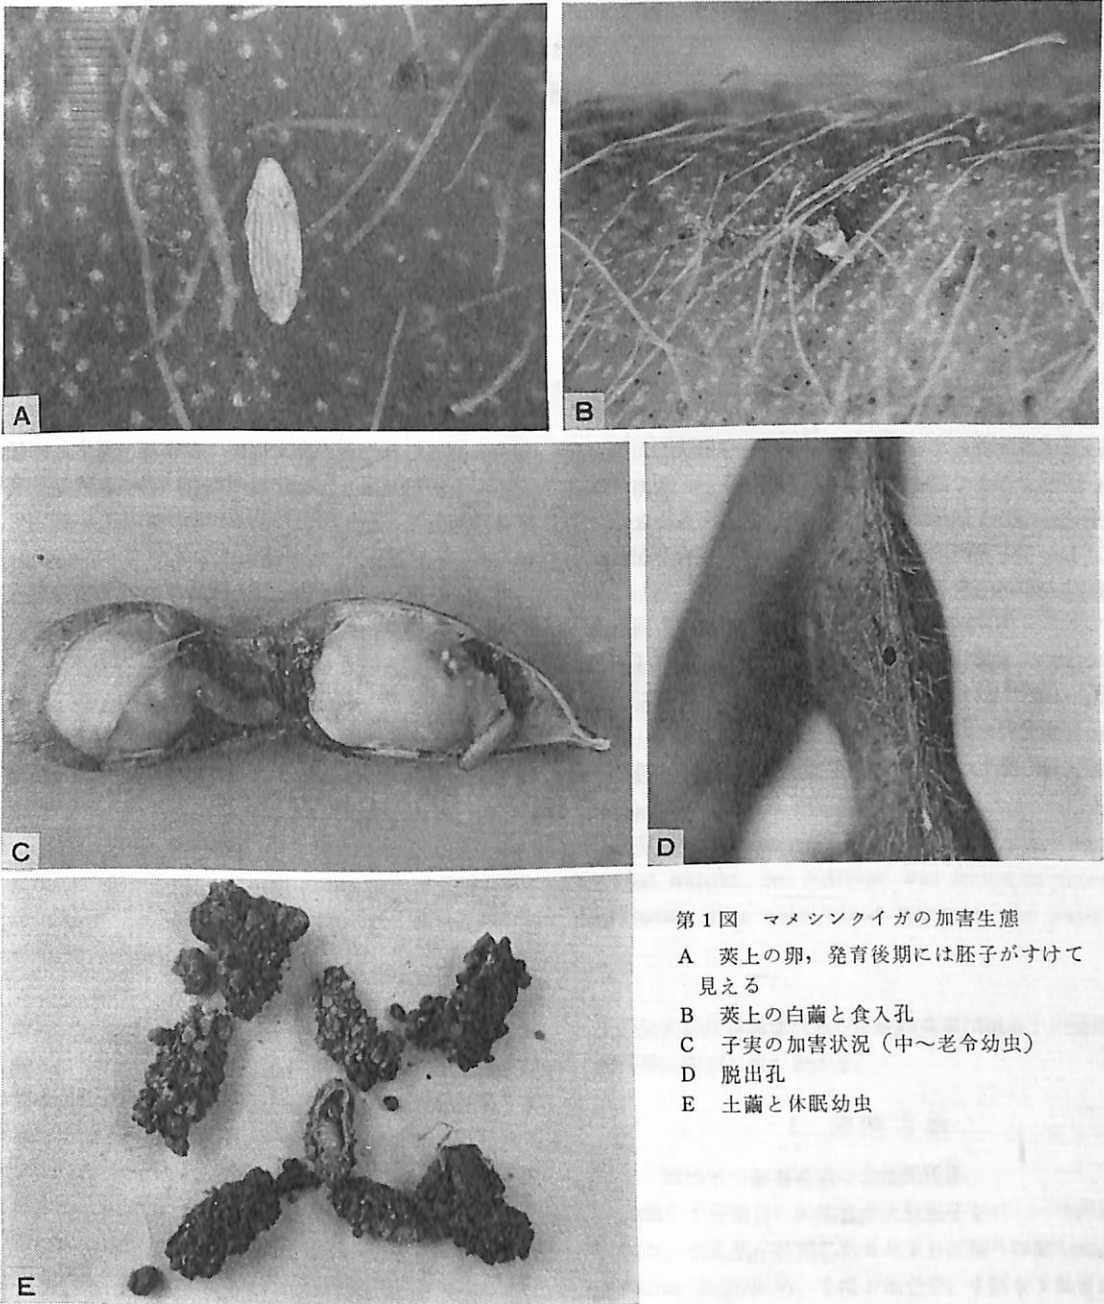 A
B
C
D
E
第1図 マメシンクイガの加害生態
A 莢上の卵，発育後期には胚子がすけて
見える
B 莢上の白繭と食入孔
C 子実の加害状況（中～老令幼虫）
D 脱出孔
E 土繭と休眠幼虫